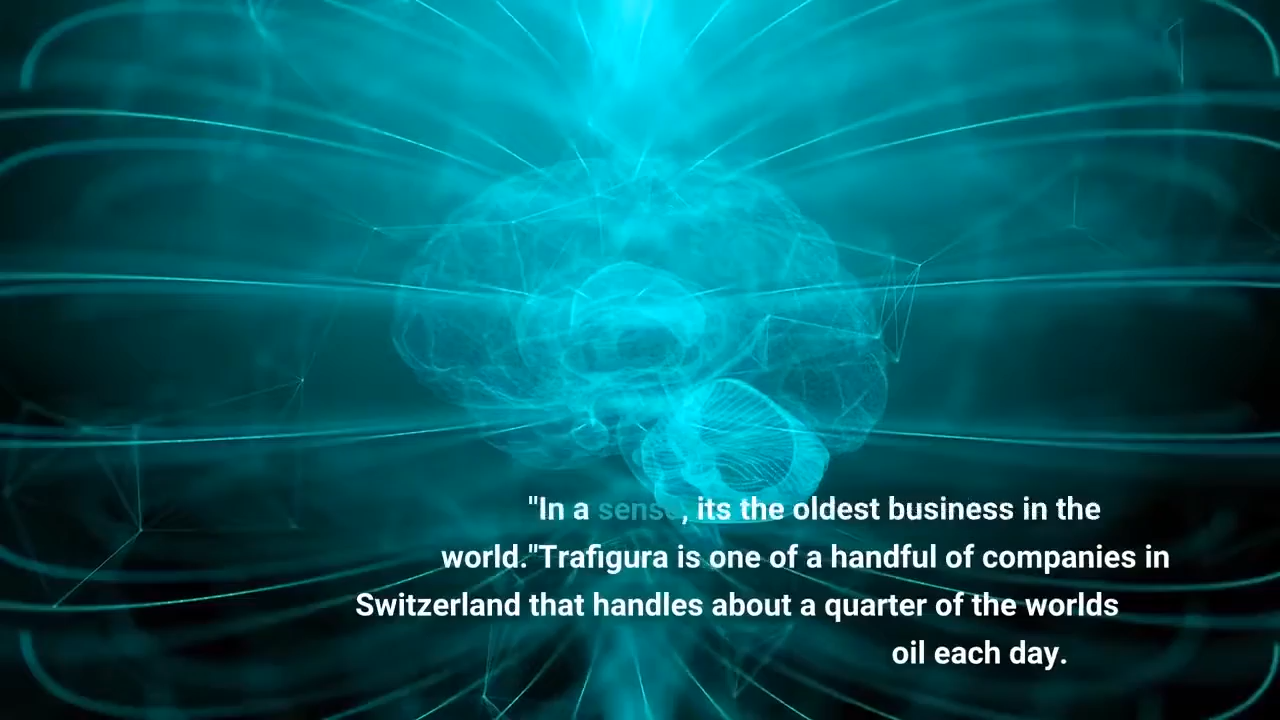 "In a sense, its the oldest business in the
world."Trafigura is one of a handful of companies in
Switzerland that handles about a quarter of the worlds
oil each day.